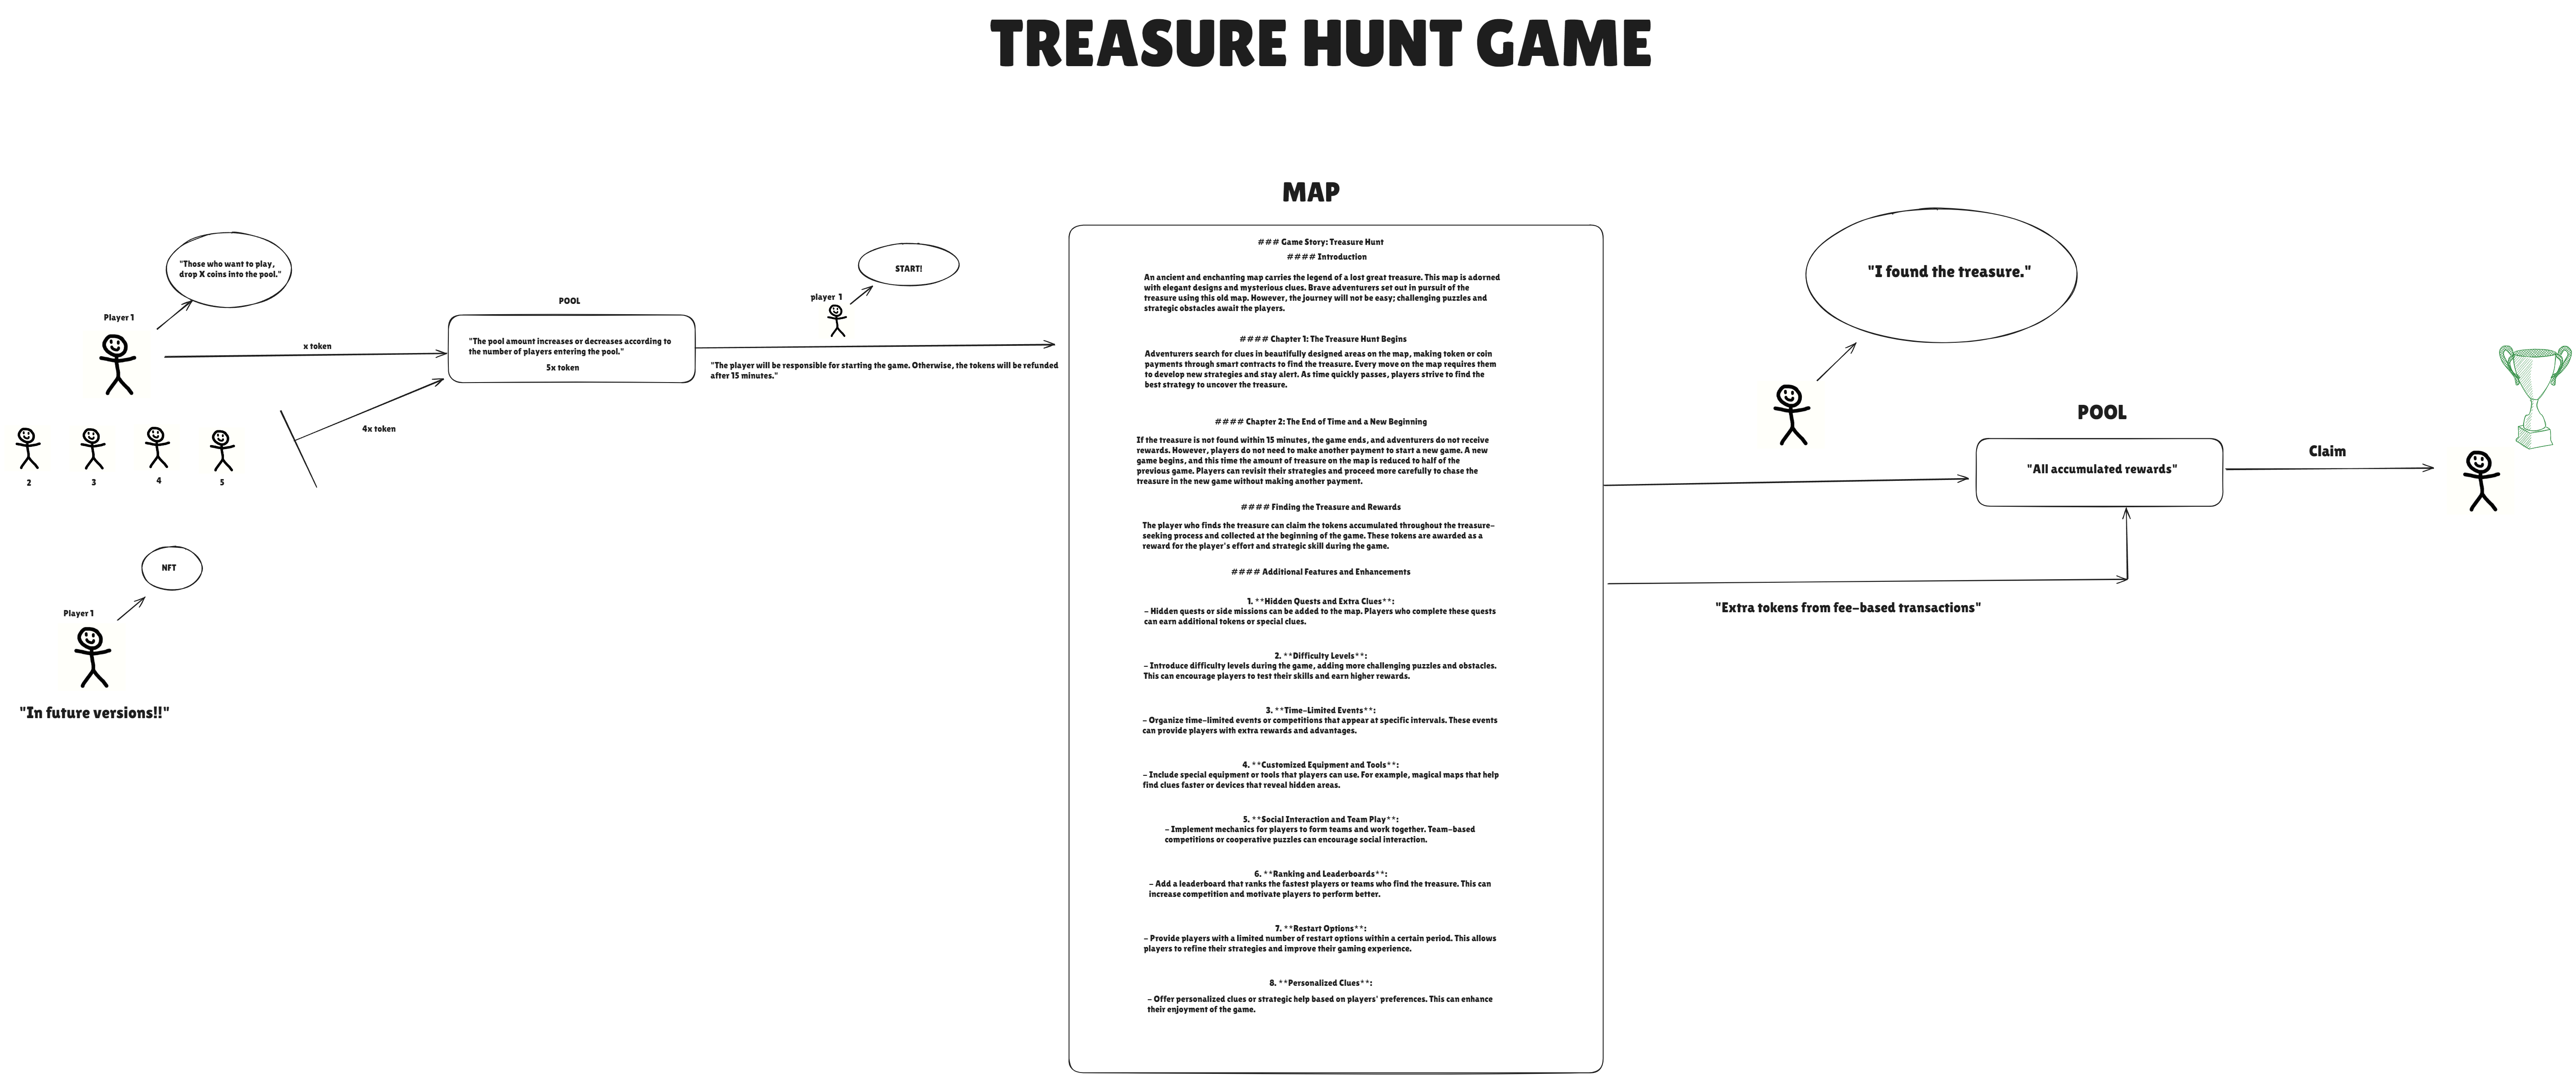 TREASURE HUNT GAME
"Those who want to play,
drop X coins into the pool."
Player 1
x token
2
3
4
5
4x token
POOL
"The pool amount increases or decreases according to
the number of players entering the pool."
5x token
START!
player 1
"The player will be responsible for starting the game. Otherwise, the tokens will be refunded
after 15 minutes."
NFT
Player 1
"In future versions!!"
MAP
### Game Story: Treasure Hunt
#### Introduction
An ancient and enchanting map carries the legend of a lost great treasure. This map is adorned
with elegant designs and mysterious clues. Brave adventurers set out in pursuit of the
treasure using this old map. However, the journey will not be easy; challenging puzzles and
strategic obstacles await the players.
#### Chapter 1: The Treasure Hunt Begins
Adventurers search for clues in beautifully designed areas on the map, making token or coin
payments through smart contracts to find the treasure. Every move on the map requires them
to develop new strategies and stay alert. As time quickly passes, players strive to find the
best strategy to uncover the treasure.
#### Chapter 2: The End of Time and a New Beginning
If the treasure is not found within 15 minutes, the game ends, and adventurers do not receive
rewards. However, players do not need to make another payment to start a new game. A new
game begins, and this time the amount of treasure on the map is reduced to half of the
previous game. Players can revisit their strategies and proceed more carefully to chase the
treasure in the new game without making another payment.
#### Finding the Treasure and Rewards
The player who finds the treasure can claim the tokens accumulated throughout the treasure-
seeking process and collected at the beginning of the game. These tokens are awarded as a
reward for the player's effort and strategic skill during the game.
#### Additional Features and Enhancements
1. **Hidden Quests and Extra Clues**:
- Hidden quests or side missions can be added to the map. Players who complete these quests
can earn additional tokens or special clues.
2. **Difficulty Levels**:
- Introduce difficulty levels during the game, adding more challenging puzzles and obstacles.
This can encourage players to test their skills and earn higher rewards.
3. **Time-Limited Events**:
- Organize time-limited events or competitions that appear at specific intervals. These events
can provide players with extra rewards and advantages.
4. **Customized Equipment and Tools**:
- Include special equipment or tools that players can use. For example, magical maps that help
find clues faster or devices that reveal hidden areas.
5. **Social Interaction and Team Play**:
- Implement mechanics for players to form teams and work together. Team-based
competitions or cooperative puzzles can encourage social interaction.
6. **Ranking and Leaderboards**:
- Add a leaderboard that ranks the fastest players or teams who find the treasure. This can
increase competition and motivate players to perform better.
7. **Restart Options**:
- Provide players with a limited number of restart options within a certain period. This allows
players to refine their strategies and improve their gaming experience.
8. **Personalized Clues**:
- Offer personalized clues or strategic help based on players' preferences. This can enhance
their enjoyment of the game.
"I found the treasure."
POOL
"All accumulated rewards"
Claim
"Extra tokens from fee-based transactions"